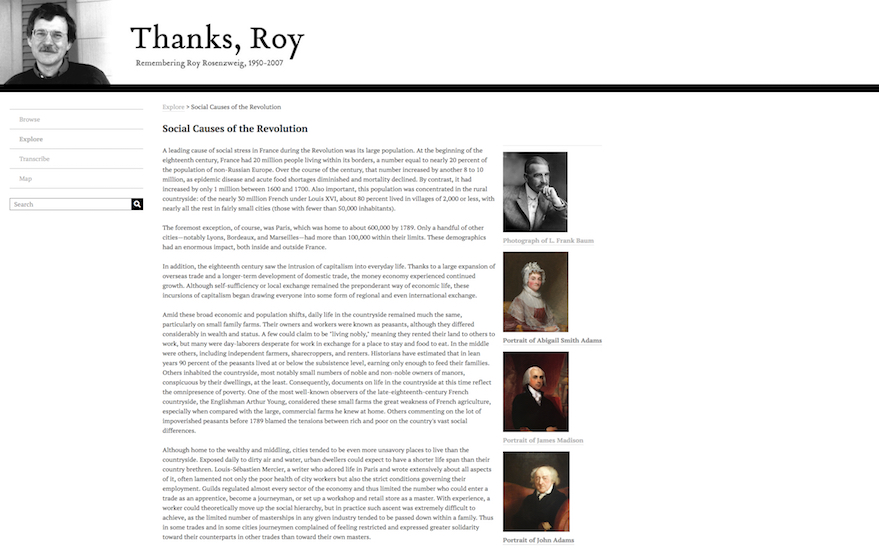 Thanks, Roy
Remembering Roy Rosenzweig, 1950-2007
Browse
Explore
Transcribe
Map
Search
Explore > Social Causes of the Revolution
Social Causes of the Revolution
A leading cause of social stress in France during the Revolution was its large population. At the beginning of the
eighteenth century, France had 20 million people living within its borders, a number equal to nearly 20 percent of
the population of non-Russian Europe. Over the course of the century, that number increased by another 8 to 10
million, as epidemic disease and acute food shortages diminished and mortality declined. By contrast, it had
increased by only 1 million between 1600 and 1700. Also important, this population was concentrated in the rural
countryside: of the nearly 30 million French under Louis XVI, about 80 percent lived in villages of 2,000 or less, with
nearly all the rest in fairly small cities (those with fewer than 50,000 inhabitants).
The foremost exception, of course, was Paris, which was home to about 600,000 by 1789. Only a handful of other
cities—notably Lyons, Bordeaux, and Marseilles—had more than 100,000 within their limits. These demographics
had an enormous impact, both inside and outside France.
In addition, the eighteenth century saw the intrusion of capitalism into everyday life. Thanks to a large expansion of
overseas trade and a longer-term development of domestic trade, the money economy experienced continued
growth. Although self-sufficiency or local exchange remained the preponderant way of economic life, these
incursions of capitalism began drawing everyone into some form of regional and even international exchange.
Amid these broad economic and population shifts, daily life in the countryside remained much the same,
particularly on small family farms. Their owners and workers were known as peasants, although they differed
considerably in wealth and status. A few could claim to be "living nobly," meaning they rented their land to others to
work, but many were day-laborers desperate for work in exchange for a place to stay and food to eat. In the middle
were others, including independent farmers, sharecroppers, and renters. Historians have estimated that in lean
years 90 percent of the peasants lived at or below the subsistence level, earning only enough to feed their families.
Others inhabited the countryside, most notably small numbers of noble and non-noble owners of manors,
conspicuous by their dwellings, at the least. Consequently, documents on life in the countryside at this time reflect
the omnipresence of poverty. One of the most well-known observers of the late-eighteenth-century French
countryside, the Englishman Arthur Young, considered these small farms the great weakness of French agriculture,
especially when compared with the large, commercial farms he knew at home. Others commenting on the lot of
impoverished peasants before 1789 blamed the tensions between rich and poor on the country's vast social
differences.
Although home to the wealthy and middling, cities tended to be even more unsavory places to live than the
countryside. Exposed daily to dirty air and water, urban dwellers could expect to have a shorter life span than their
country brethren. Louis-Sébastien Mercier, a writer who adored life in Paris and wrote extensively about all aspects
of it, often lamented not only the poor health of city workers but also the strict conditions governing their
employment. Guilds regulated almost every sector of the economy and thus limited the number who could enter a
trade as an apprentice, become a journeyman, or set up a workshop and retail store as a master. With experience, a
worker could theoretically move up the social hierarchy, but in practice such ascent was extremely difficult to
achieve, as the limited number of masterships in any given industry tended to be passed down within a family. Thus
in some trades and in some cities journeymen complained of feeling restricted and expressed greater solidarity
toward their counterparts in other trades than toward their own masters.
Photograph of L. Frank Baum
Portrait of Abigail Smith Adams
Portrait of James Madison
Portrait of John Adams